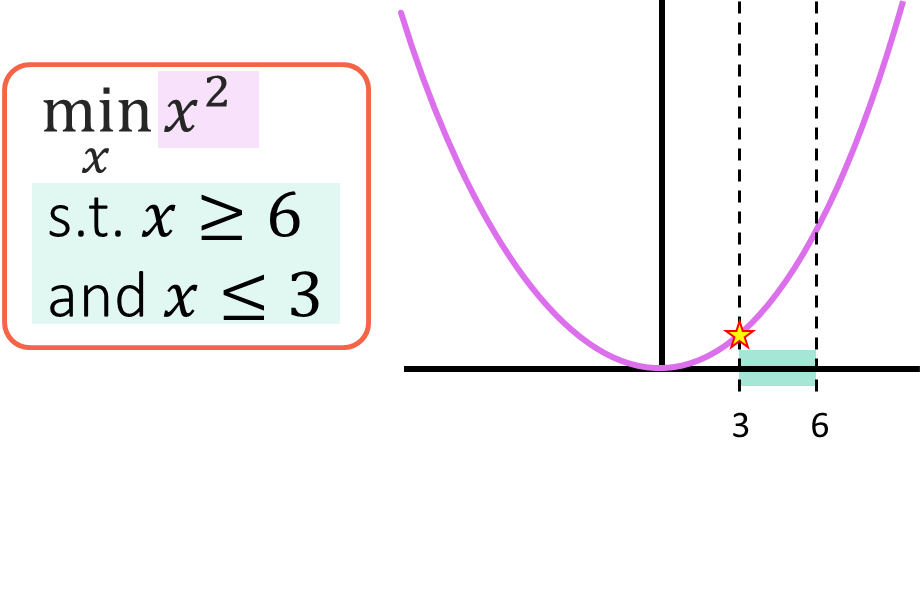 min x²
x
s.t. x ≥ 6
and x ≤ 3
3 6